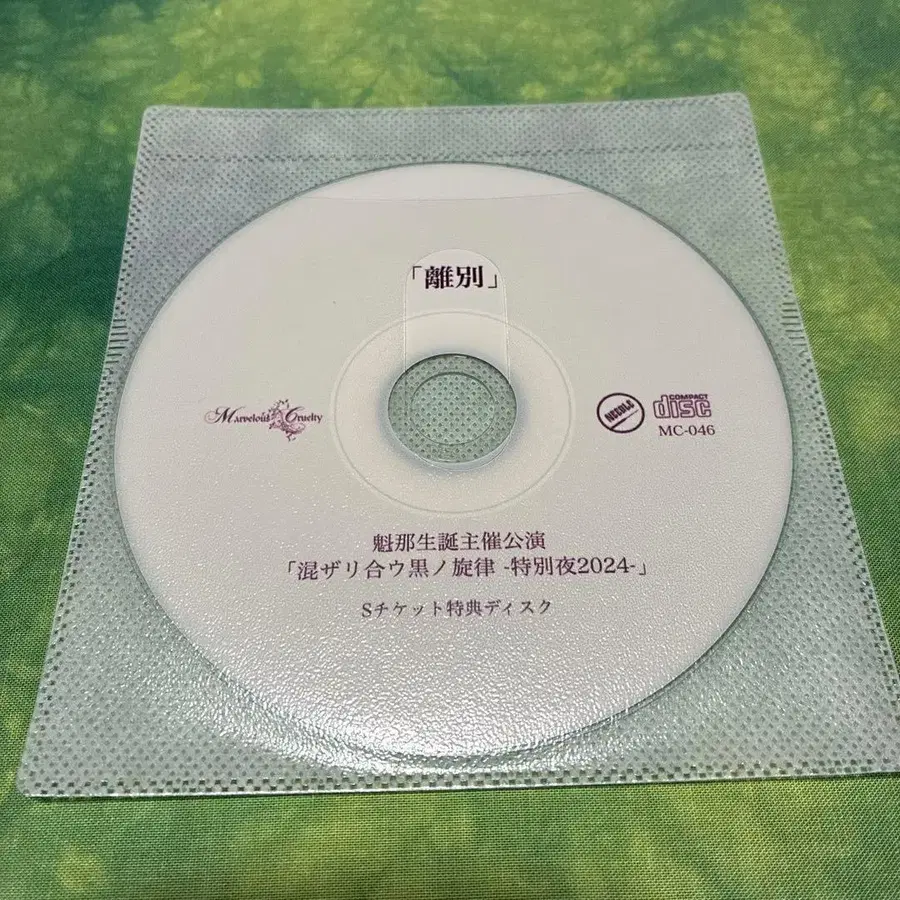 「離別」
Marvelous Cruelty
NEEDLE
COMPACT
disc
MC-046
魁那生誕主催公演
「混ザリ合ウ黒ノ旋律 -特別夜2024-」
Sチケット特典ディスク